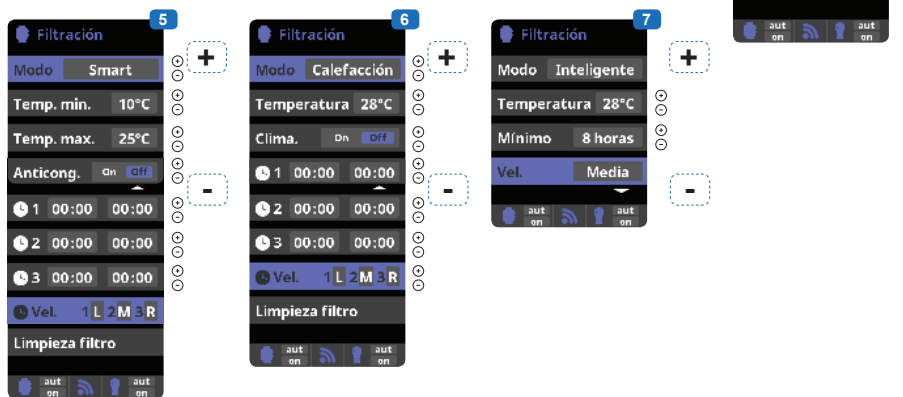 5
Filtración
Modo Smart
Temp. min. 10°C
Temp. max. 25°C
Anticong. On Off
1 00:00 00:00
2 00:00 00:00
3 00:00 00:00
Vel. 1 L 2 M 3 R
Limpieza filtro
aut on aut on
+
-
6
Filtración
Modo Calefacción
Temperatura 28°C
Clima. On Off
1 00:00 00:00
2 00:00 00:00
3 00:00 00:00
Vel. 1 L 2 M 3 R
Limpieza filtro
aut on aut on
+
-
7
Filtración
Modo Inteligente
Temperatura 28°C
Mínimo 8 horas
Vel. Media
aut on aut on
+
-
aut on aut on